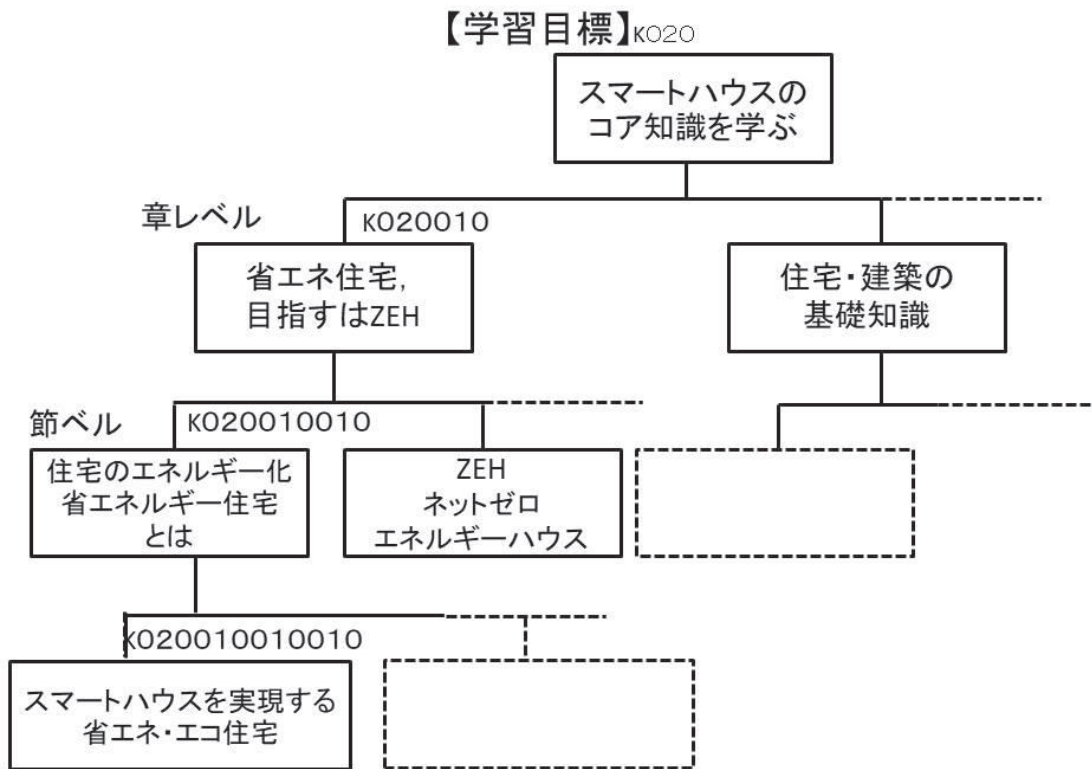 【学習目標】K020
スマートハウスの
コア知識を学ぶ
章レベル
K020010
省エネ住宅,
目指すはZEH
住宅・建築の
基礎知識
節ベル
K020010010
住宅のエネルギー化
省エネルギー住宅
とは
ZEH
ネットゼロ
エネルギーハウス
K020010010010
スマートハウスを実現する
省エネ・エコ住宅